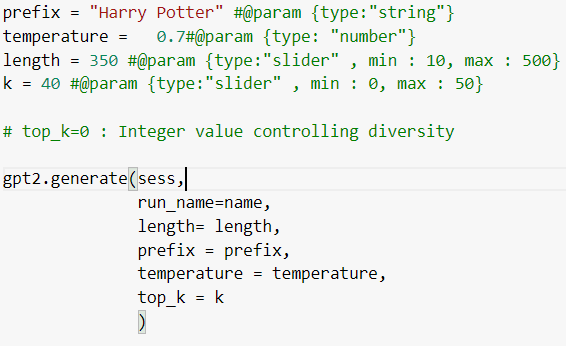 prefix = "Harry Potter" #@param {type:"string"}
temperature =   0.7#@param {type: "number"}
length = 350 #@param {type:"slider" , min : 10, max : 500}
k = 40 #@param {type:"slider" , min : 0, max : 50}
# top_k=0 : Integer value controlling diversity
gpt2.generate(sess,
              run_name=name,
              length= length,
              prefix = prefix,
              temperature = temperature,
              top_k = k
              )